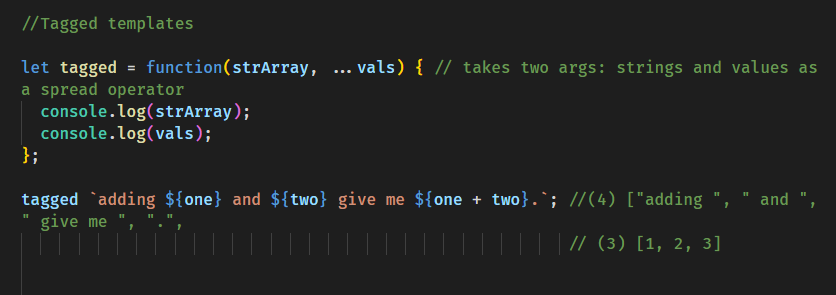 //Tagged templates
let tagged = function(strArray, ...vals) { // takes two args: strings and values as
a spread operator
console.log(strArray);
console.log(vals);
};
tagged `adding ${one} and ${two} give me ${one + two}.`; //(4) ["adding ", " and ",
" give me ", ".",
// (3) [1, 2, 3]